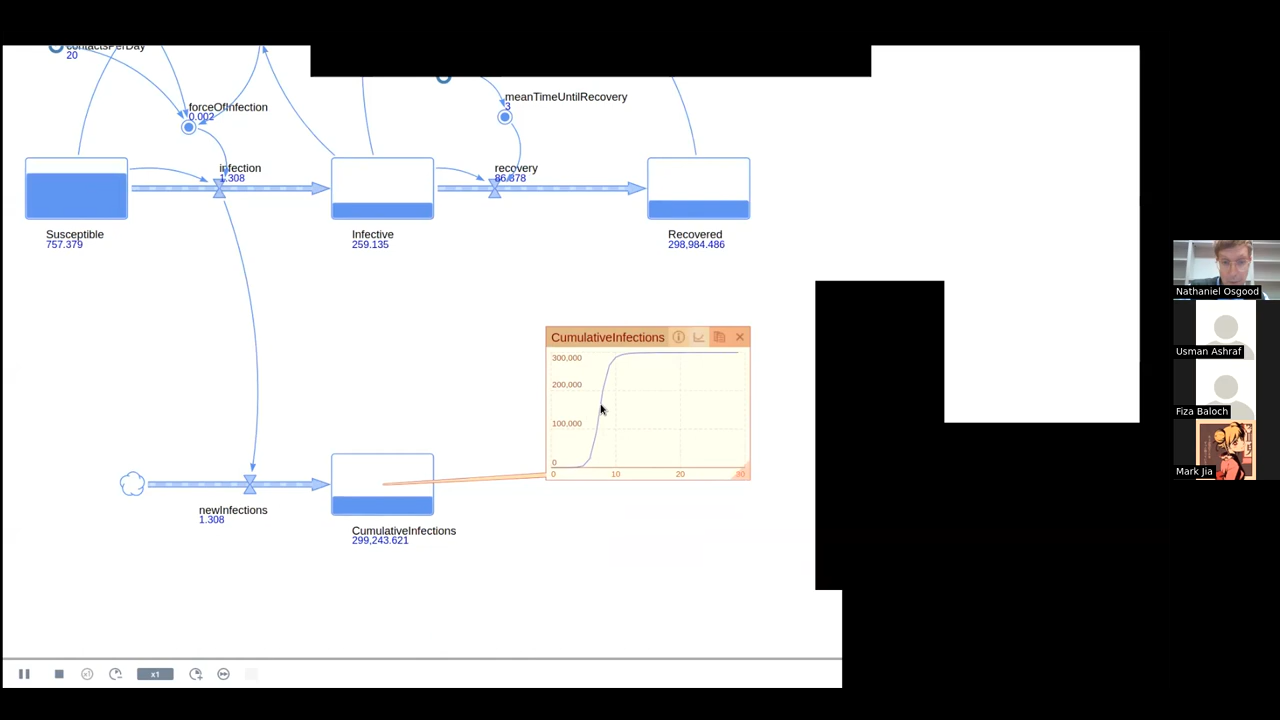 contactsPerDay
20
forceOfInfection
0.002
meanTimeUntilRecovery
3
infection
1.308
recovery
86.378
Susceptible
757.379
Infective
259.135
Recovered
298,984.486
CumulativeInfections
300,000
200,000
100,000
0
0 10 20 30
newInfections
1.308
CumulativeInfections
299,243.621
x1
x1
Nathaniel Osgood
Usman Ashraf
Fiza Baloch
Mark Jia